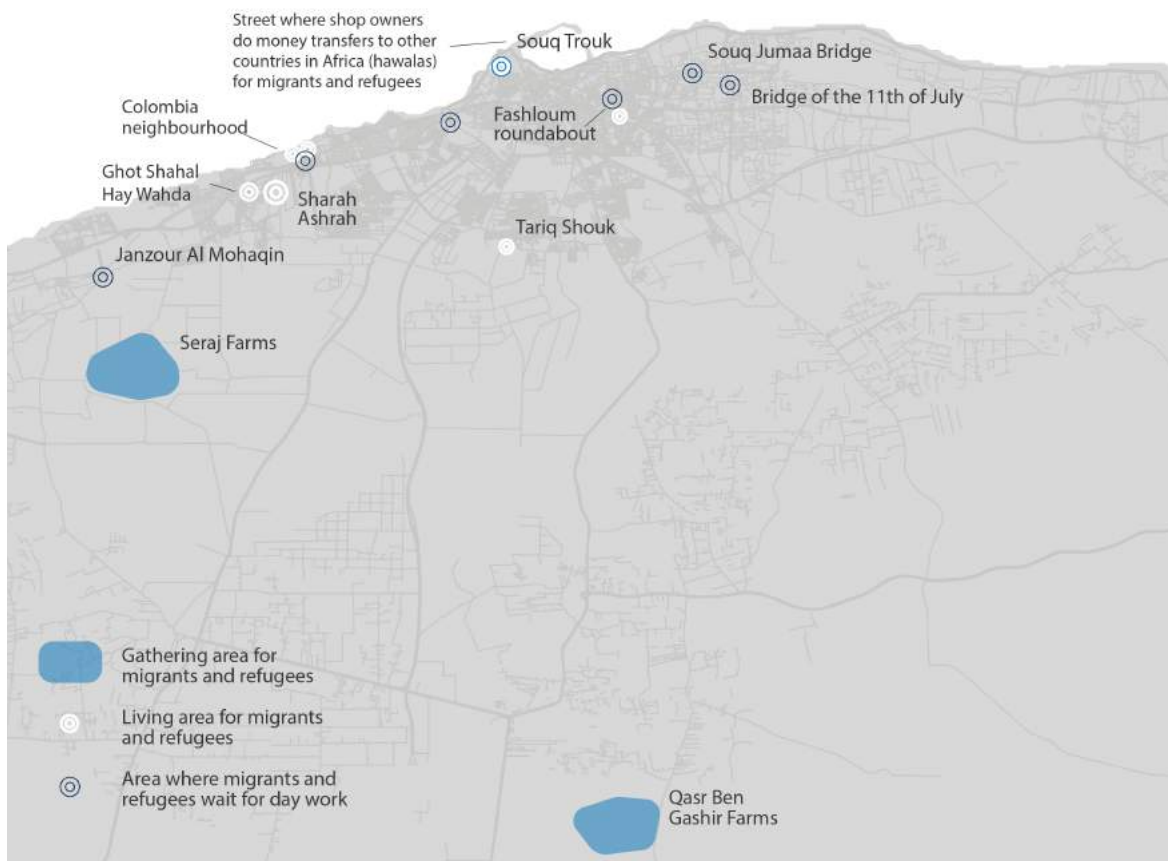 Street where shop owners
do money transfers to other
countries in Africa (hawalas)
for migrants and refugees
Souq Trouk
Souq Jumaa Bridge
Bridge of the 11th of July
Fashloum
roundabout
Colombia
neighbourhood
Ghot Shahal
Hay Wahda
Sharah
Ashrah
Tariq Shouk
Janzour Al Mohaqin
Seraj Farms
Gathering area for
migrants and refugees
Living area for migrants
and refugees
Area where migrants and
refugees wait for day work
Qasr Ben
Gashir Farms